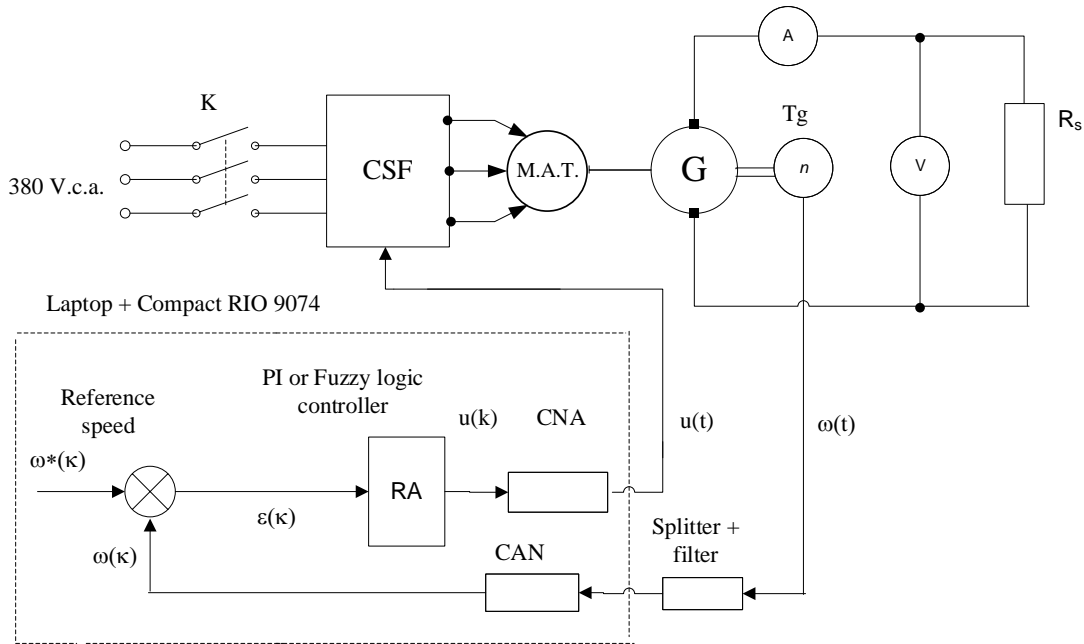 A
K
Tg
Rs
380 V.c.a.
CSF
M.A.T.
G
n
V
Laptop + Compact RIO 9074
PI or Fuzzy logic
controller
Reference
speed
u(k)
CNA
u(t)
ω(t)
ω*(κ)
RA
ε(κ)
Splitter +
filter
ω(κ)
CAN